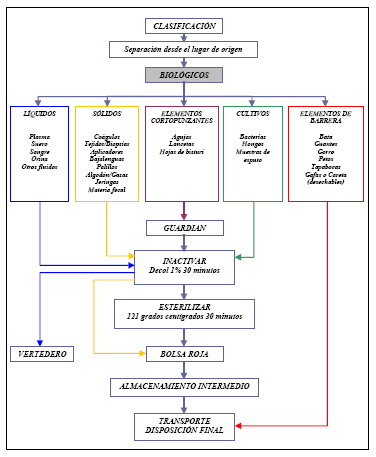 CLASIFICACIÓN
Separación desde el lugar de origen
BIOLÓGICOS
LÍQUIDOS
Plasma
Suero
Sangre
Orina
Otros fluidos
SÓLIDOS
Coágulos
Tejidos/Biopsias
Aplicadores
Bajalenguas
Palillos
Algodón/Gasas
Jeringas
Materia fecal
ELEMENTOS
CORTOPUNZANTES
Agujas
Lancetas
Hojas de bisturí
CULTIVOS
Bacterias
Hongos
Muestras de
esputo
ELEMENTOS DE
BARRERA
Bata
Guantes
Gorro
Petos
Tapabocas
Gafas o Careta
(desechables)
GUARDIAN
INACTIVAR
Decol 1% 30 minutos
ESTERILIZAR
121 grados centígrados 30 minutos
VERTEDERO
BOLSA ROJA
ALMACENAMIENTO INTERMEDIO
TRANSPORTE
DISPOSICIÓN FINAL